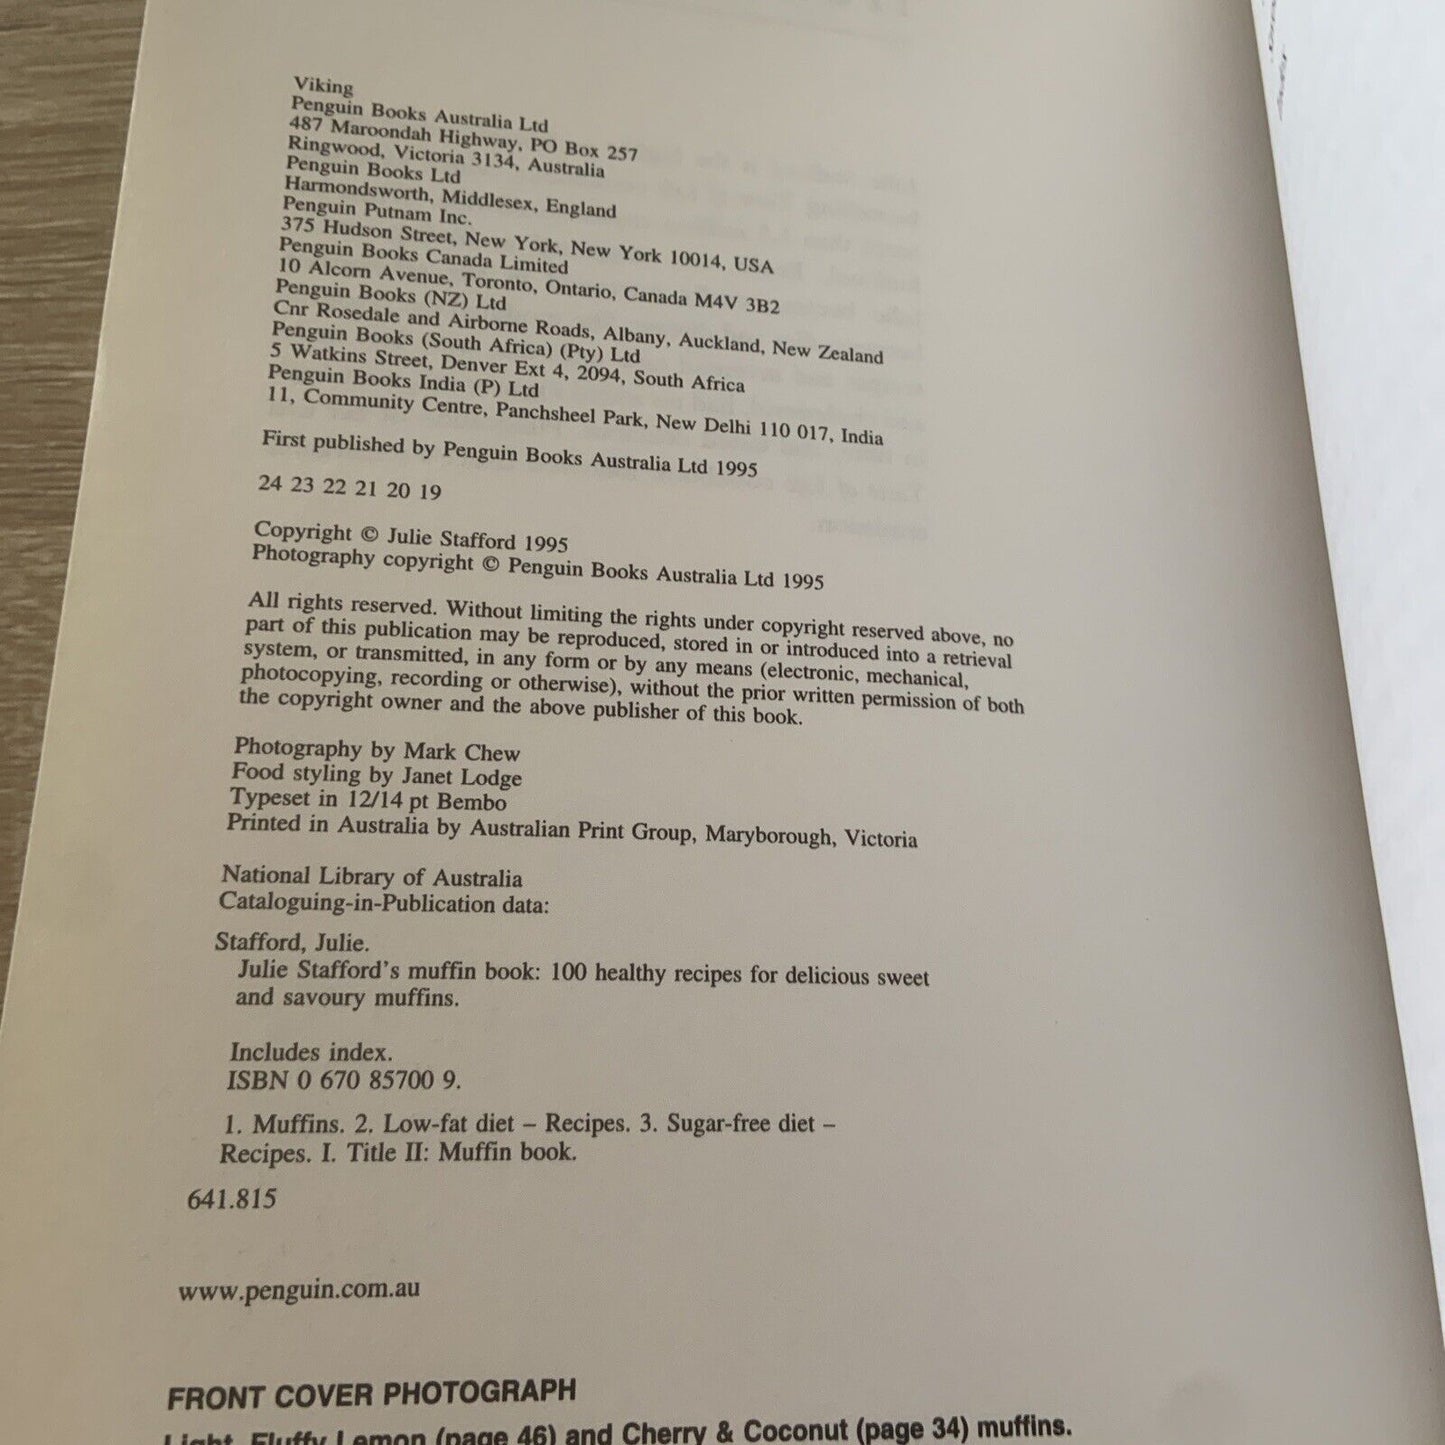 Viking
Penguin Books Australia Ltd
487 Maroondah Highway, PO Box 257
Ringwood, Victoria 3134, Australia
Penguin Books Ltd
Harmondsworth, Middlesex, England
Penguin Putnam Inc.
375 Hudson Street, New York, New York 10014, USA
Penguin Books Canada Limited
10 Alcorn Avenue, Toronto, Ontario, Canada M4V 3B2
Penguin Books (NZ) Ltd
Cnr Rosedale and Airborne Roads, Albany, Auckland, New Zealand
Penguin Books (South Africa) (Pty) Ltd
5 Watkins Street, Denver Ext 4, 2094, South Africa
Penguin Books India (P) Ltd
11, Community Centre, Panchsheel Park, New Delhi 110 017, India
First published by Penguin Books Australia Ltd 1995
24 23 22 21 20 19
Copyright © Julie Stafford 1995
Photography copyright © Penguin Books Australia Ltd 1995
All rights reserved. Without limiting the rights under copyright reserved above, no
part of this publication may be reproduced, stored in or introduced into a retrieval
system, or transmitted, in any form or by any means (electronic, mechanical,
photocopying, recording or otherwise), without the prior written permission of both
the copyright owner and the above publisher of this book.
Photography by Mark Chew
Food styling by Janet Lodge
Typeset in 12/14 pt Bembo
Printed in Australia by Australian Print Group, Maryborough, Victoria
National Library of Australia
Cataloguing-in-Publication data:
Stafford, Julie.
Julie Stafford's muffin book: 100 healthy recipes for delicious sweet
and savoury muffins.
Includes index.
ISBN 0 670 85700 9.
1. Muffins. 2. Low-fat diet – Recipes. 3. Sugar-free diet –
Recipes. I. Title II: Muffin book.
641.815
www.penguin.com.au
FRONT COVER PHOTOGRAPH
Light, Fluffy Lemon (page 46) and Cherry & Coconut (page 34) muffins.
Index